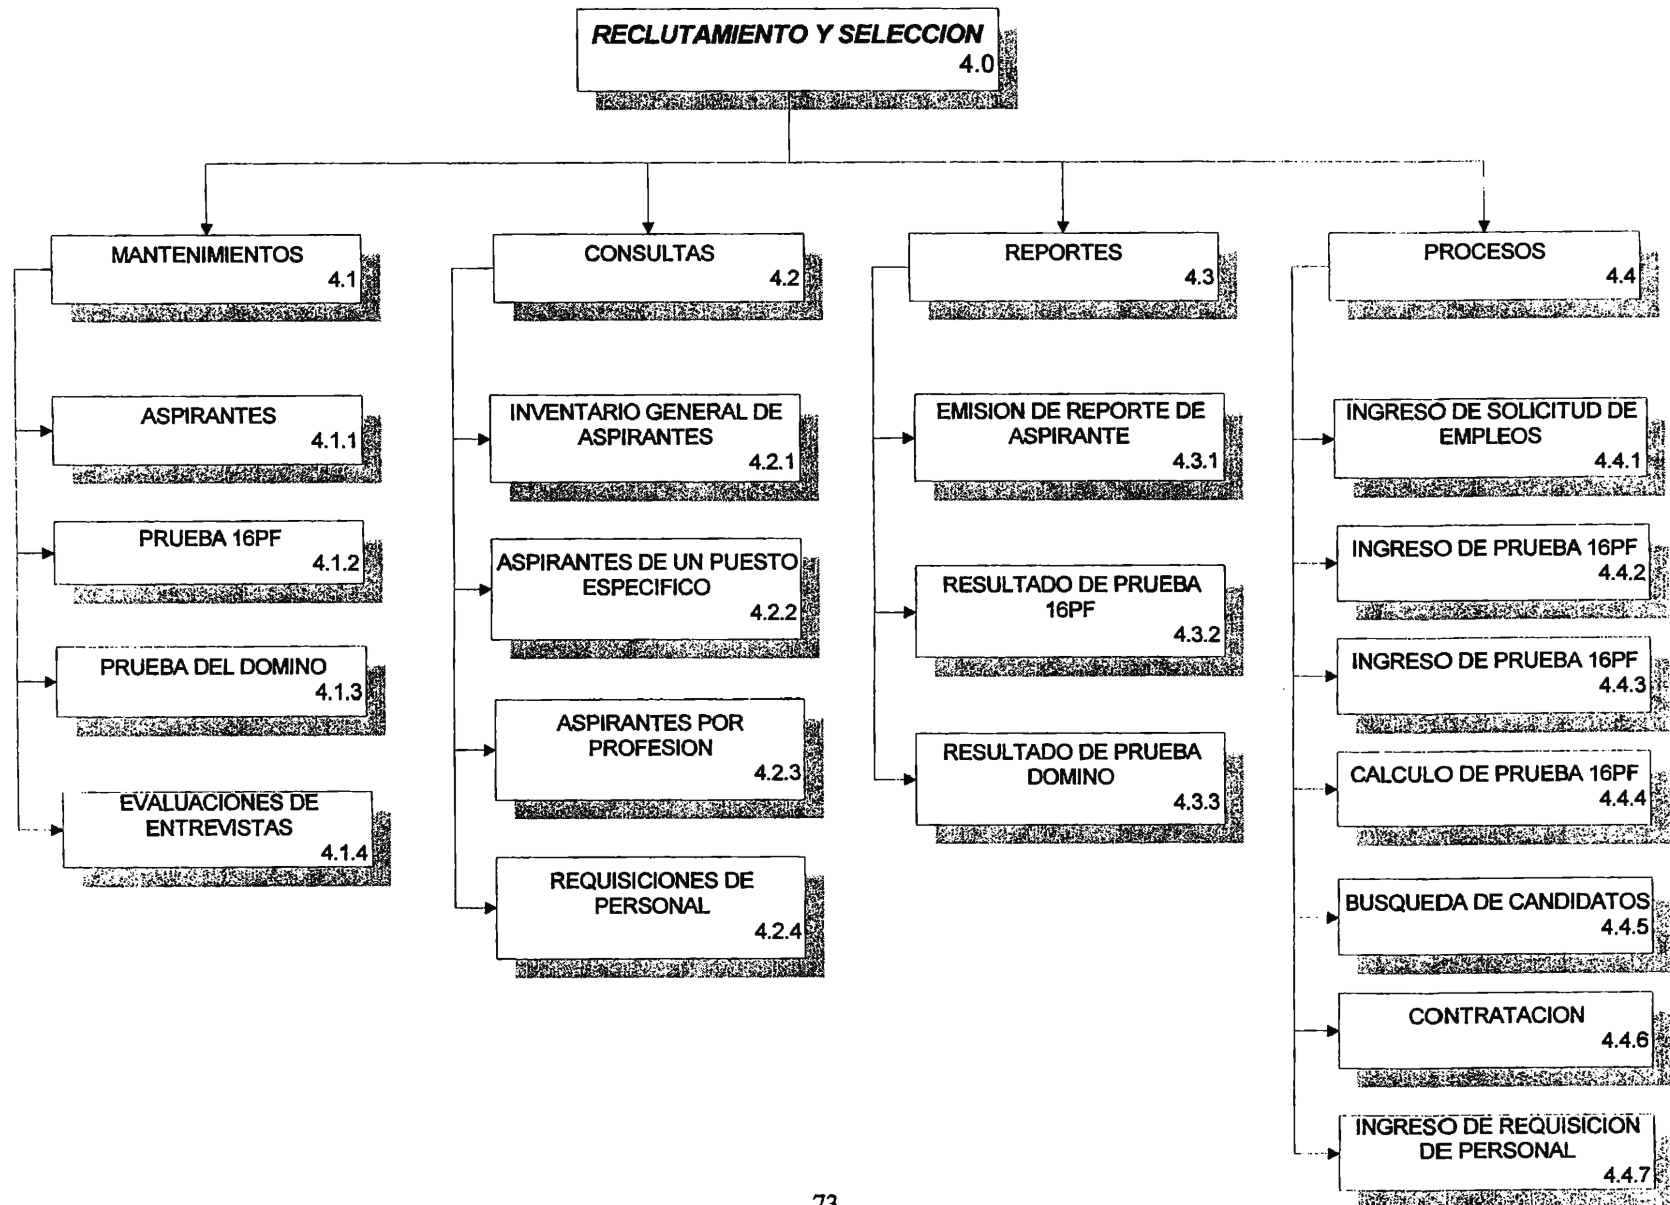 RECLUTAMIENTO Y SELECCION
4.0
MANTENIMIENTOS
4.1
ASPIRANTES
4.1.1
PRUEBA 16PF
4.1.2
PRUEBA DEL DOMINO
4.1.3
EVALUACIONES DE
ENTREVISTAS
4.1.4
CONSULTAS
4.2
INVENTARIO GENERAL DE
ASPIRANTES
4.2.1
ASPIRANTES DE UN PUESTO
ESPECIFICO
4.2.2
ASPIRANTES POR
PROFESION
4.2.3
REQUISICIONES DE
PERSONAL
4.2.4
REPORTES
4.3
EMISION DE REPORTE DE
ASPIRANTE
4.3.1
RESULTADO DE PRUEBA
16PF
4.3.2
RESULTADO DE PRUEBA
DOMINO
4.3.3
PROCESOS
4.4
INGRESO DE SOLICITUD DE
EMPLEOS
4.4.1
INGRESO DE PRUEBA 16PF
4.4.2
INGRESO DE PRUEBA 16PF
4.4.3
CALCULO DE PRUEBA 16PF
4.4.4
BUSQUEDA DE CANDIDATOS
4.4.5
CONTRATACION
4.4.6
INGRESO DE REQUISICION
DE PERSONAL
4.4.7
73